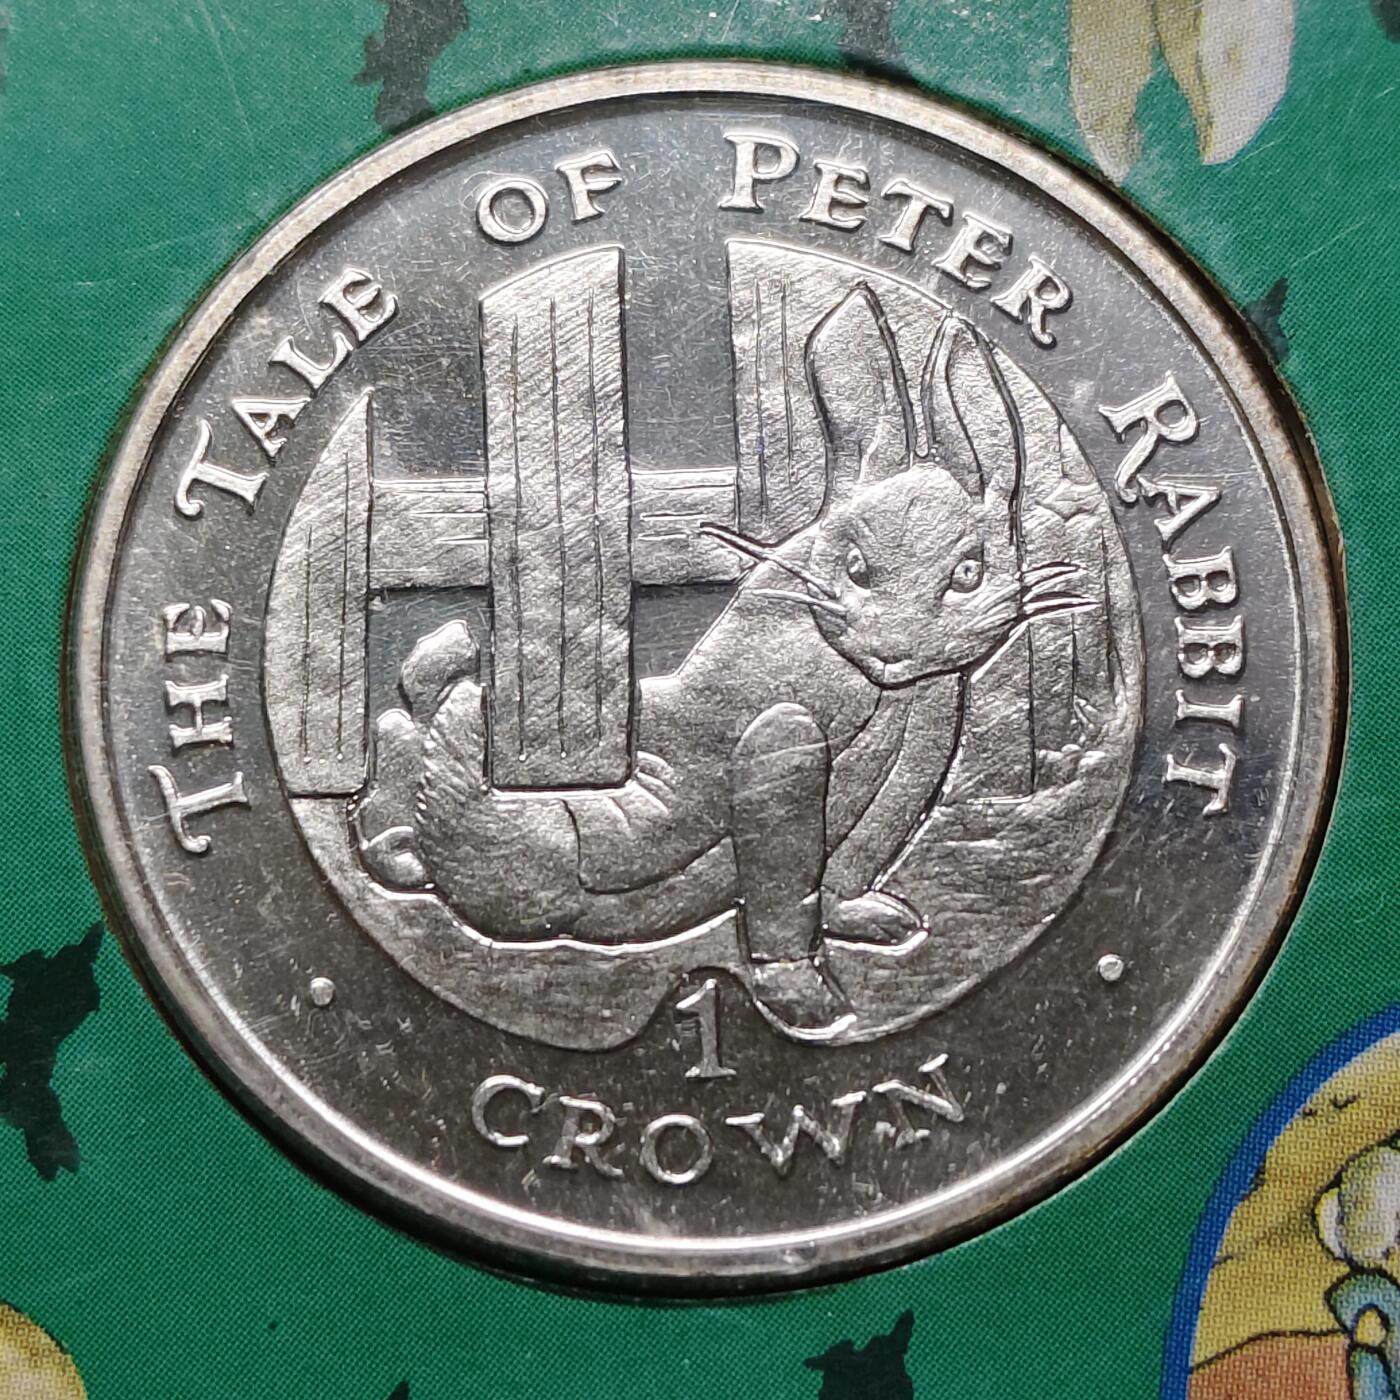 THE TALE OF PETER RABBIT
1
CROWN